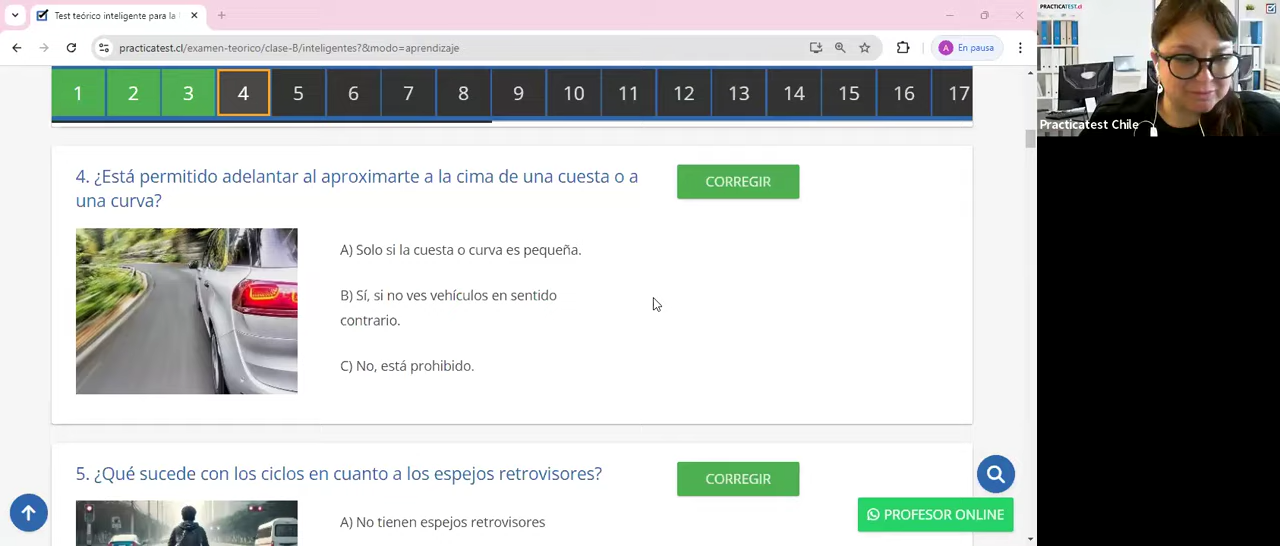 Test teórico inteligente para la
practicatest.cl/examen-teorico/clase-B/inteligentes?&modo=aprendizaje
A En pausa
PRACTICATEST.cl
1 2 3 4 5 6 7 8 9 10 11 12 13 14 15 16 17
Practicatest Chile
4. ¿Está permitido adelantar al aproximarte a la cima de una cuesta o a
una curva?
CORREGIR
A) Solo si la cuesta o curva es pequeña.
B) Sí, si no ves vehículos en sentido
contrario.
C) No, está prohibido.
5. ¿Qué sucede con los ciclos en cuanto a los espejos retrovisores?
CORREGIR
A) No tienen espejos retrovisores
PROFESOR ONLINE